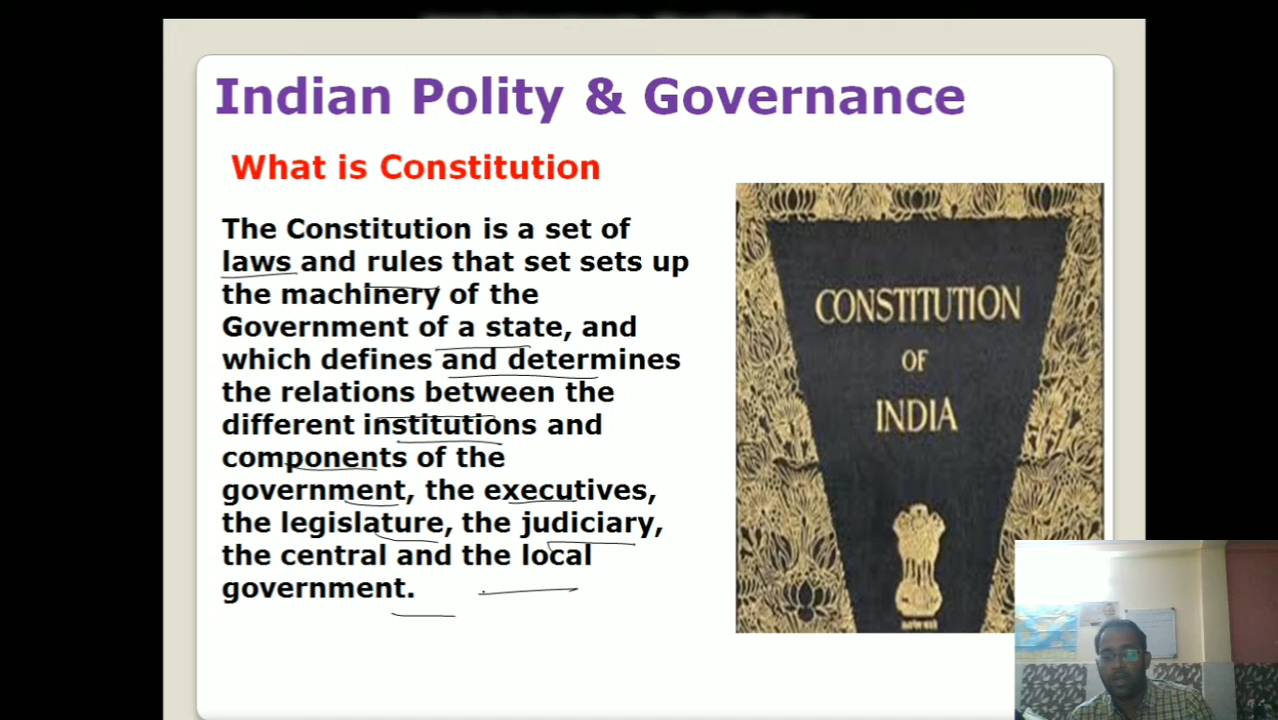 Indian Polity & Governance
What is Constitution
The Constitution is a set of
laws and rules that set sets up
the machinery of the
Government of a state, and
which defines and determines
the relations between the
different institutions and
components of the
government, the executives,
the legislature, the judiciary,
the central and the local
government.
CONSTITUTION
OF
INDIA